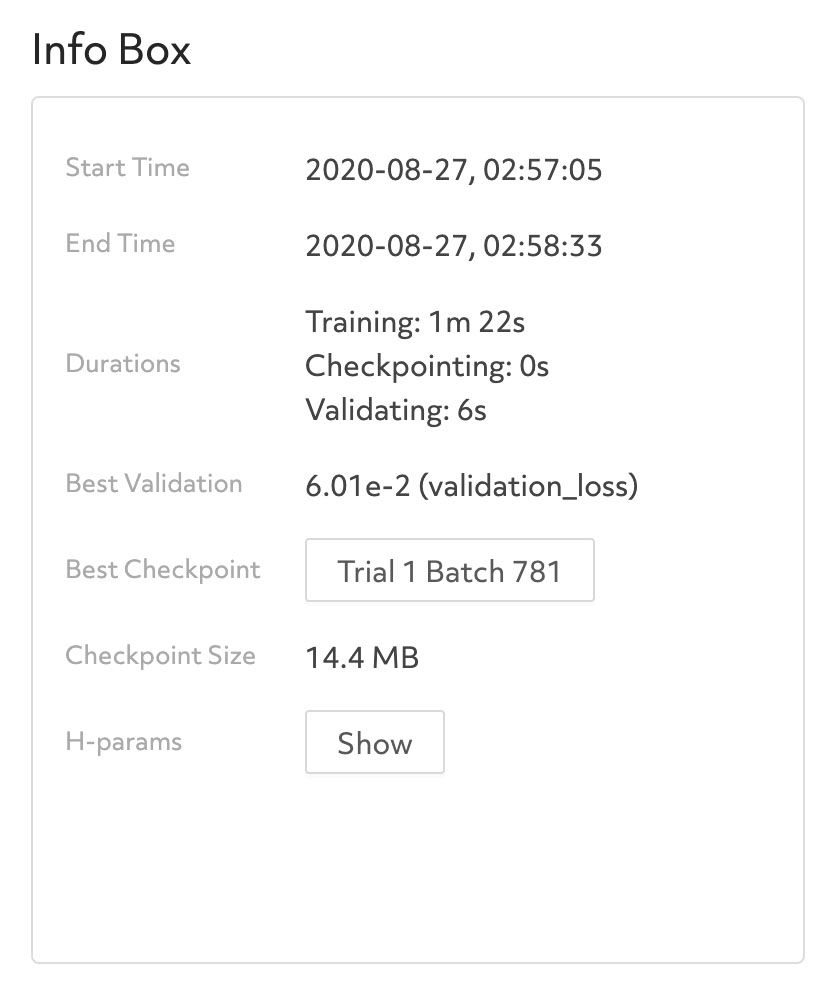 Info Box
Start Time 2020-08-27, 02:57:05
End Time 2020-08-27, 02:58:33
Durations
Training: 1m 22s
Checkpointing: 0s
Validating: 6s
Best Validation 6.01e-2 (validation_loss)
Best Checkpoint Trial 1 Batch 781
Checkpoint Size 14.4 MB
H-params Show